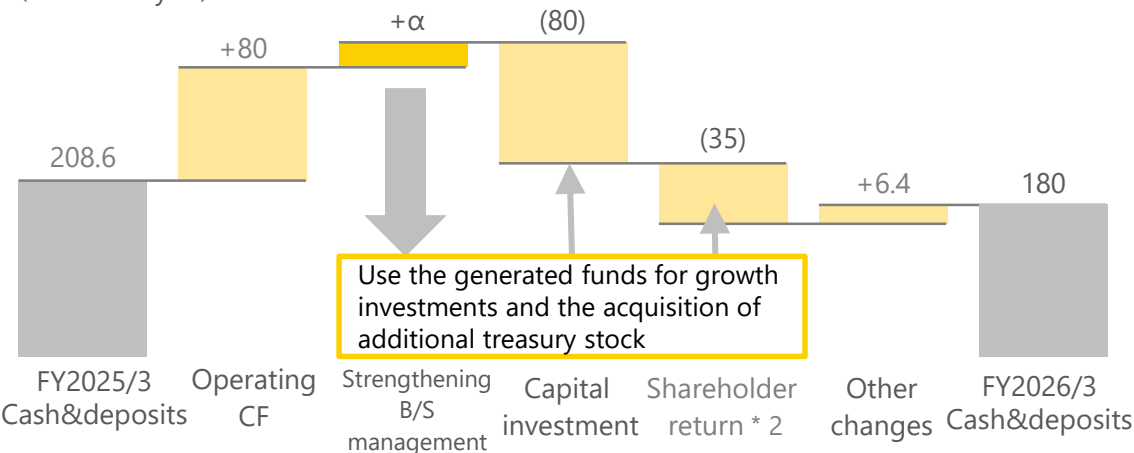 +α
(80)
+80
(35)
208.6
+6.4
180
Use the generated funds for growth
investments and the acquisition of
additional treasury stock
FY2025/3
Cash&deposits
Operating
CF
Strengthening
B/S
management
Capital
investment
Shareholder
return * 2
Other
changes
FY2026/3
Cash&deposits